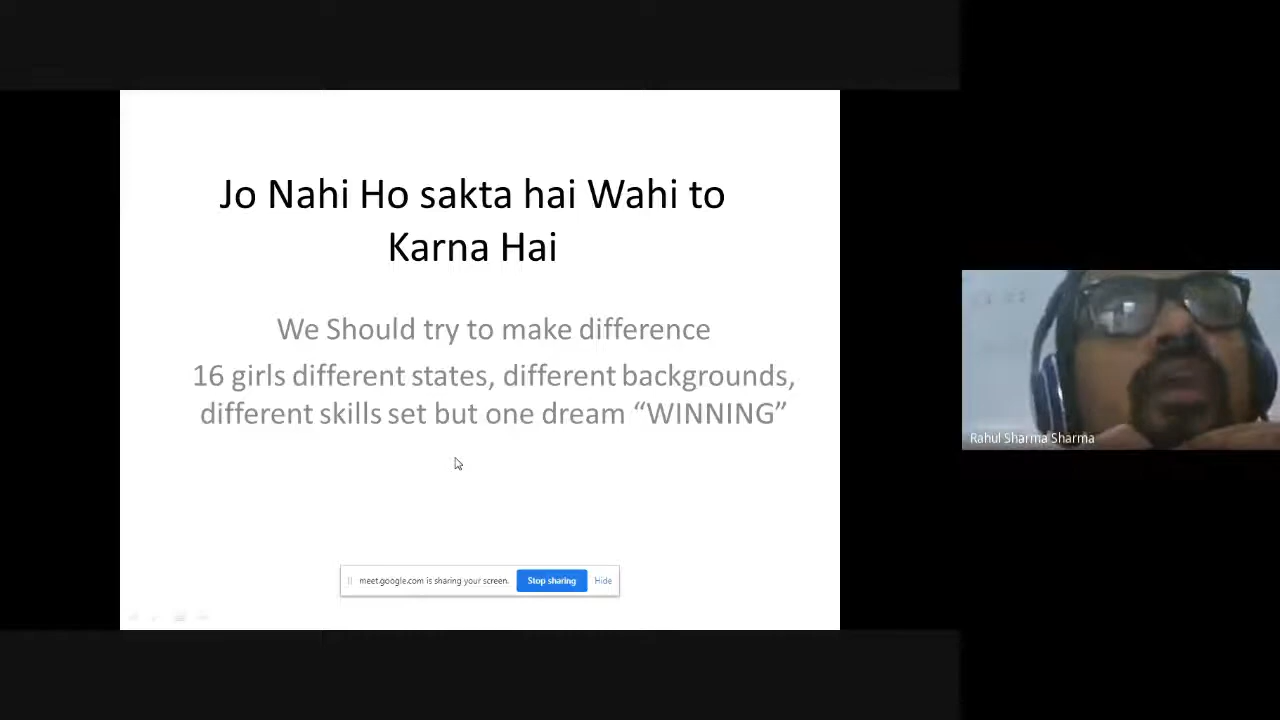 Jo Nahi Ho sakta hai Wahi to
Karna Hai
We Should try to make difference
16 girls different states, different backgrounds,
different skills set but one dream “WINNING”
meet.google.com is sharing your screen.
Stop sharing
Hide
Rahul Sharma Sharma